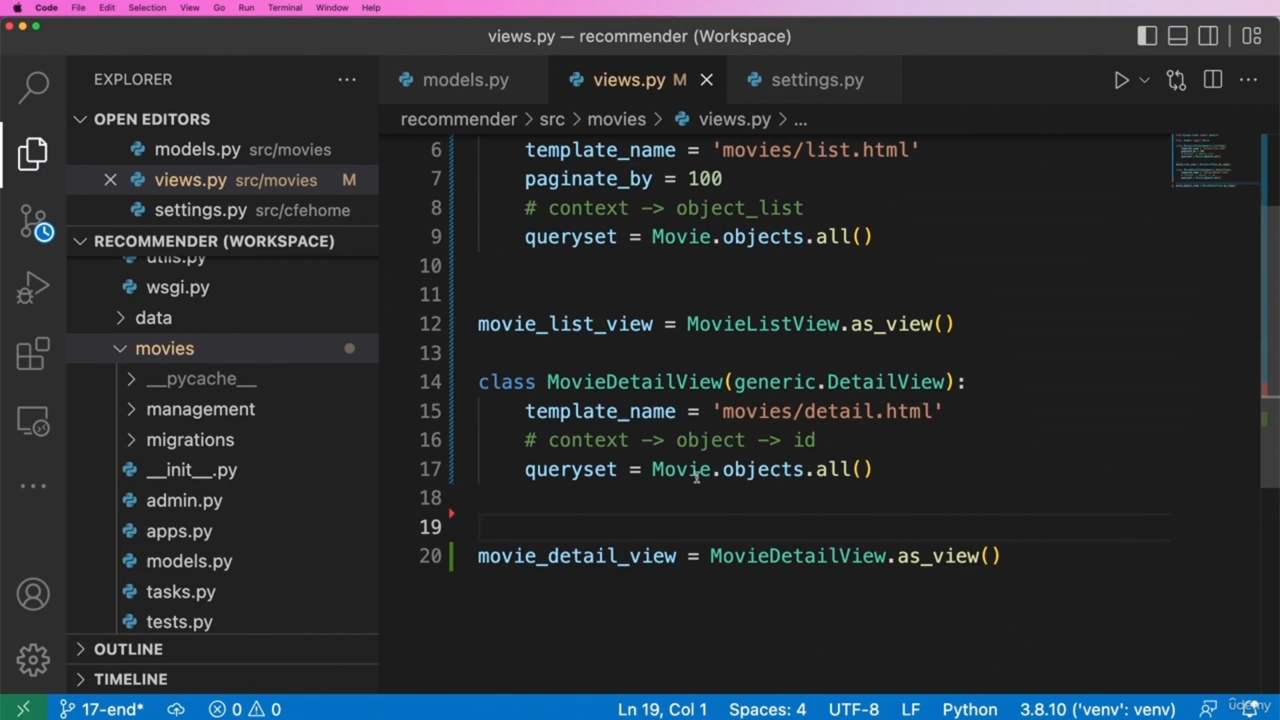 Code File Edit Selection View Go Run Terminal Window Help
views.py — recommender (Workspace)
EXPLORER
models.py
views.py M
settings.py
OPEN EDITORS
models.py src/movies
views.py src/movies M
settings.py src/cfehome
RECOMMENDER (WORKSPACE)
utils.py
wsgi.py
data
movies
__pycache__
management
migrations
__init__.py
admin.py
apps.py
models.py
tasks.py
tests.py
OUTLINE
TIMELINE
recommender > src > movies > views.py > ...
6 template_name = 'movies/list.html'
7 paginate_by = 100
8 # context -> object_list
9 queryset = Movie.objects.all()
10
11
12 movie_list_view = MovieListView.as_view()
13
14 class MovieDetailView(generic.DetailView):
15 template_name = 'movies/detail.html'
16 # context -> object -> id
17 queryset = Movie.objects.all()
18
19
20 movie_detail_view = MovieDetailView.as_view()
17-end* 0 0 Ln 19, Col 1 Spaces: 4 UTF-8 LF Python 3.8.10 ('venv': venv)
udemy